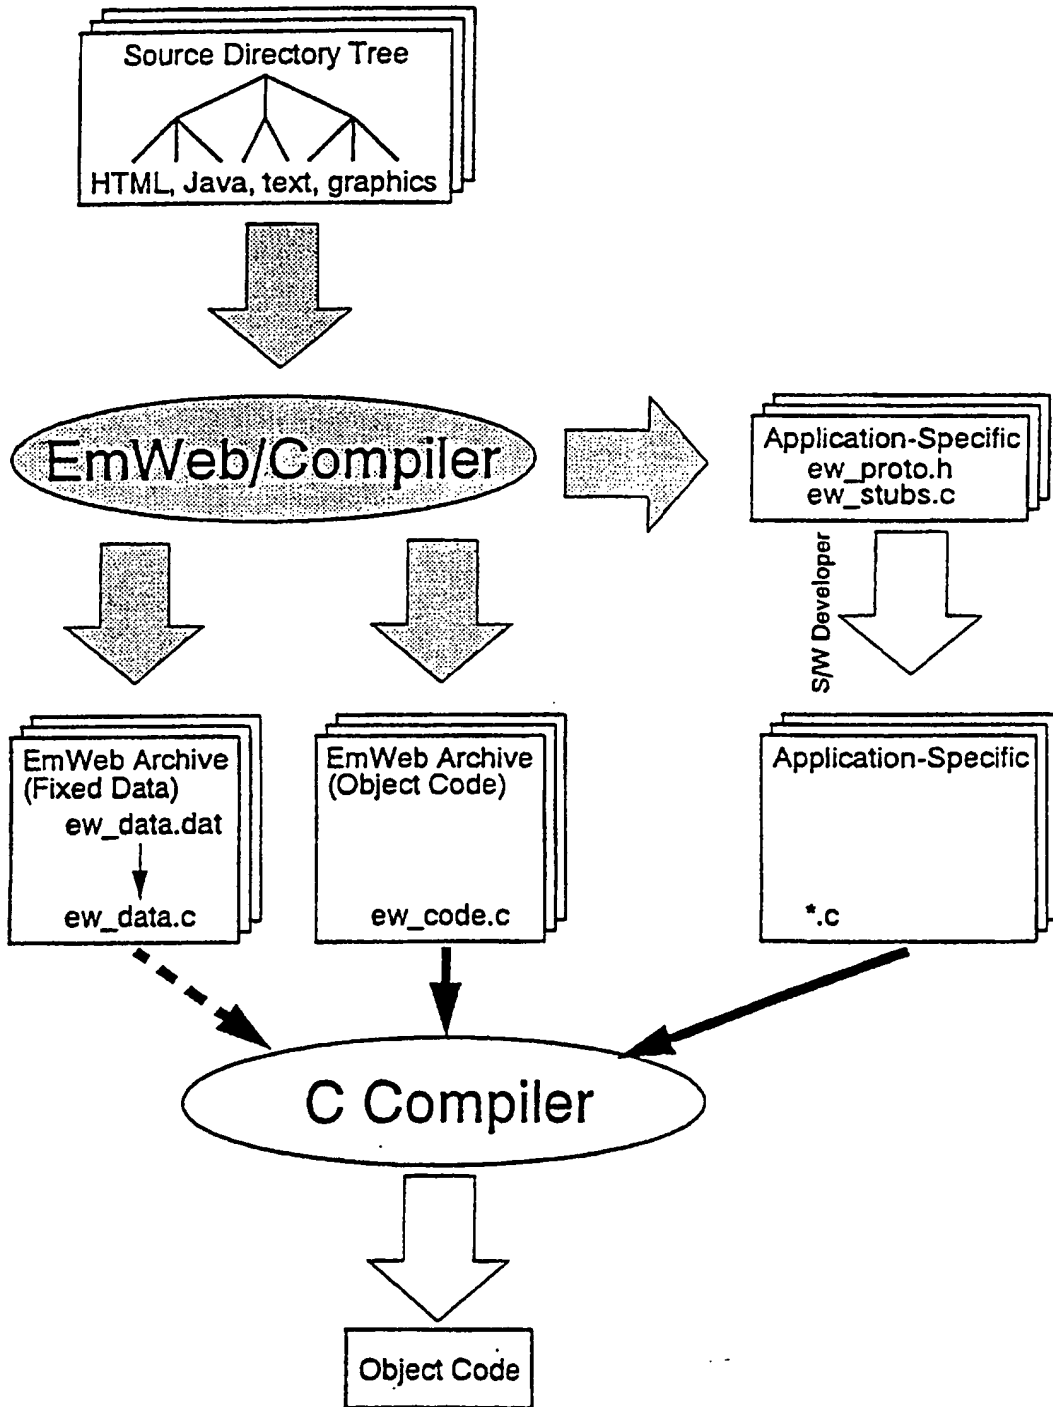 Source Directory Tree
HTML, Java, text, graphics
EmWeb/Compiler
Application-Specific
ew_proto.h
ew_stubs.c
S/W Developer
EmWeb Archive
(Fixed Data)
ew_data.dat
ew_data.c
EmWeb Archive
(Object Code)
ew_code.c
Application-Specific
*.c
C Compiler
Object Code